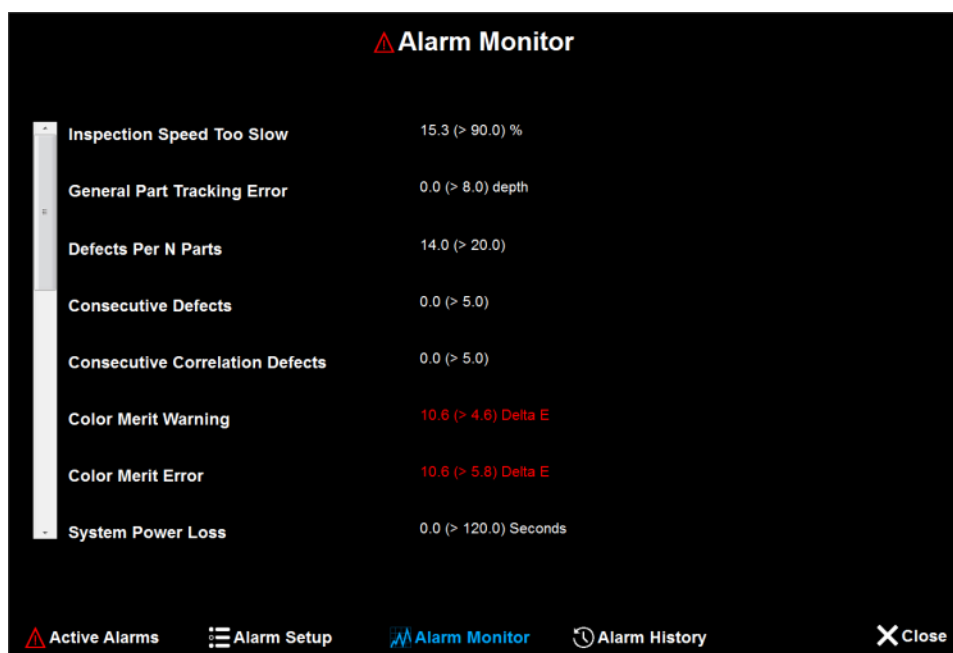 Alarm Monitor
Inspection Speed Too Slow 15.3 (> 90.0) %
General Part Tracking Error 0.0 (> 8.0) depth
Defects Per N Parts 14.0 (> 20.0)
Consecutive Defects 0.0 (> 5.0)
Consecutive Correlation Defects 0.0 (> 5.0)
Color Merit Warning 10.6 (> 4.6) Delta E
Color Merit Error 10.6 (> 5.8) Delta E
System Power Loss 0.0 (> 120.0) Seconds
Active Alarms Alarm Setup Alarm Monitor Alarm History Close